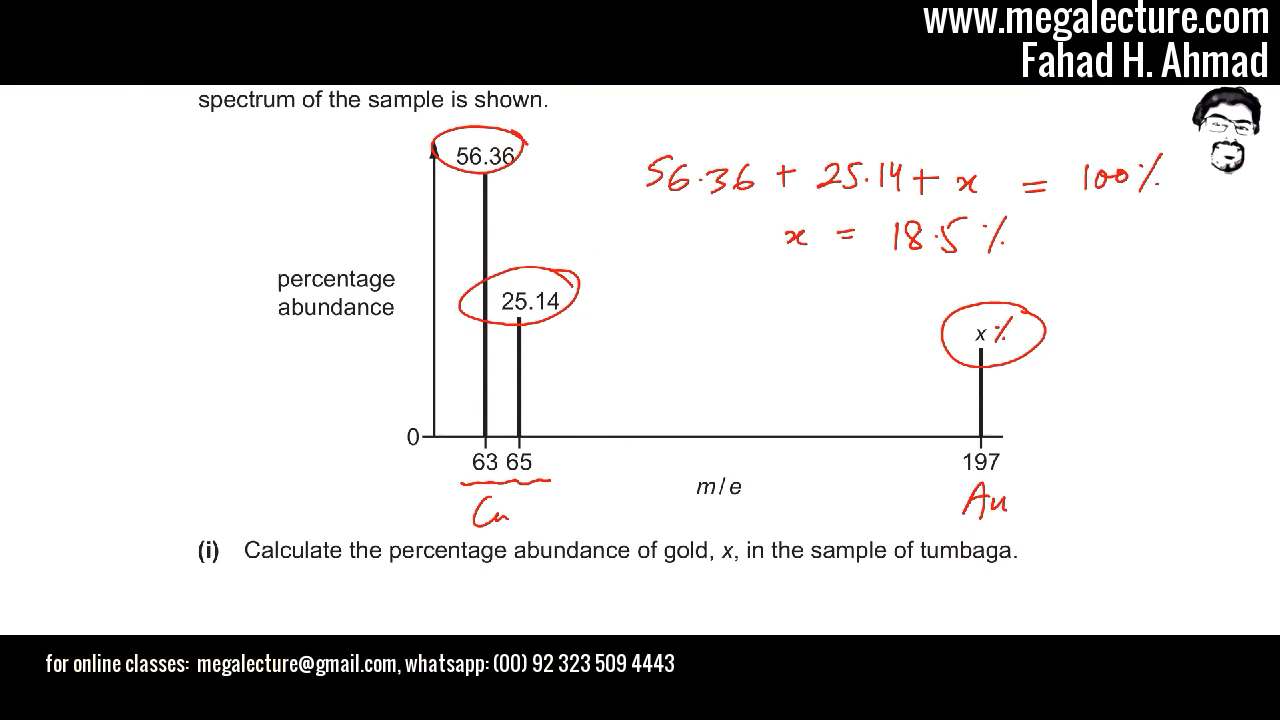 www.megalecture.com
Fahad H. Ahmad
spectrum of the sample is shown.
56.36
56.36 + 25.14 + x = 100%
x = 18.5 %
percentage
abundance
25.14
x %
0
63 65
197
m / e
Cu
Au
(i) Calculate the percentage abundance of gold, x, in the sample of tumbaga.
for online classes: megalecture@gmail.com, whatsapp: (00) 92 323 509 4443